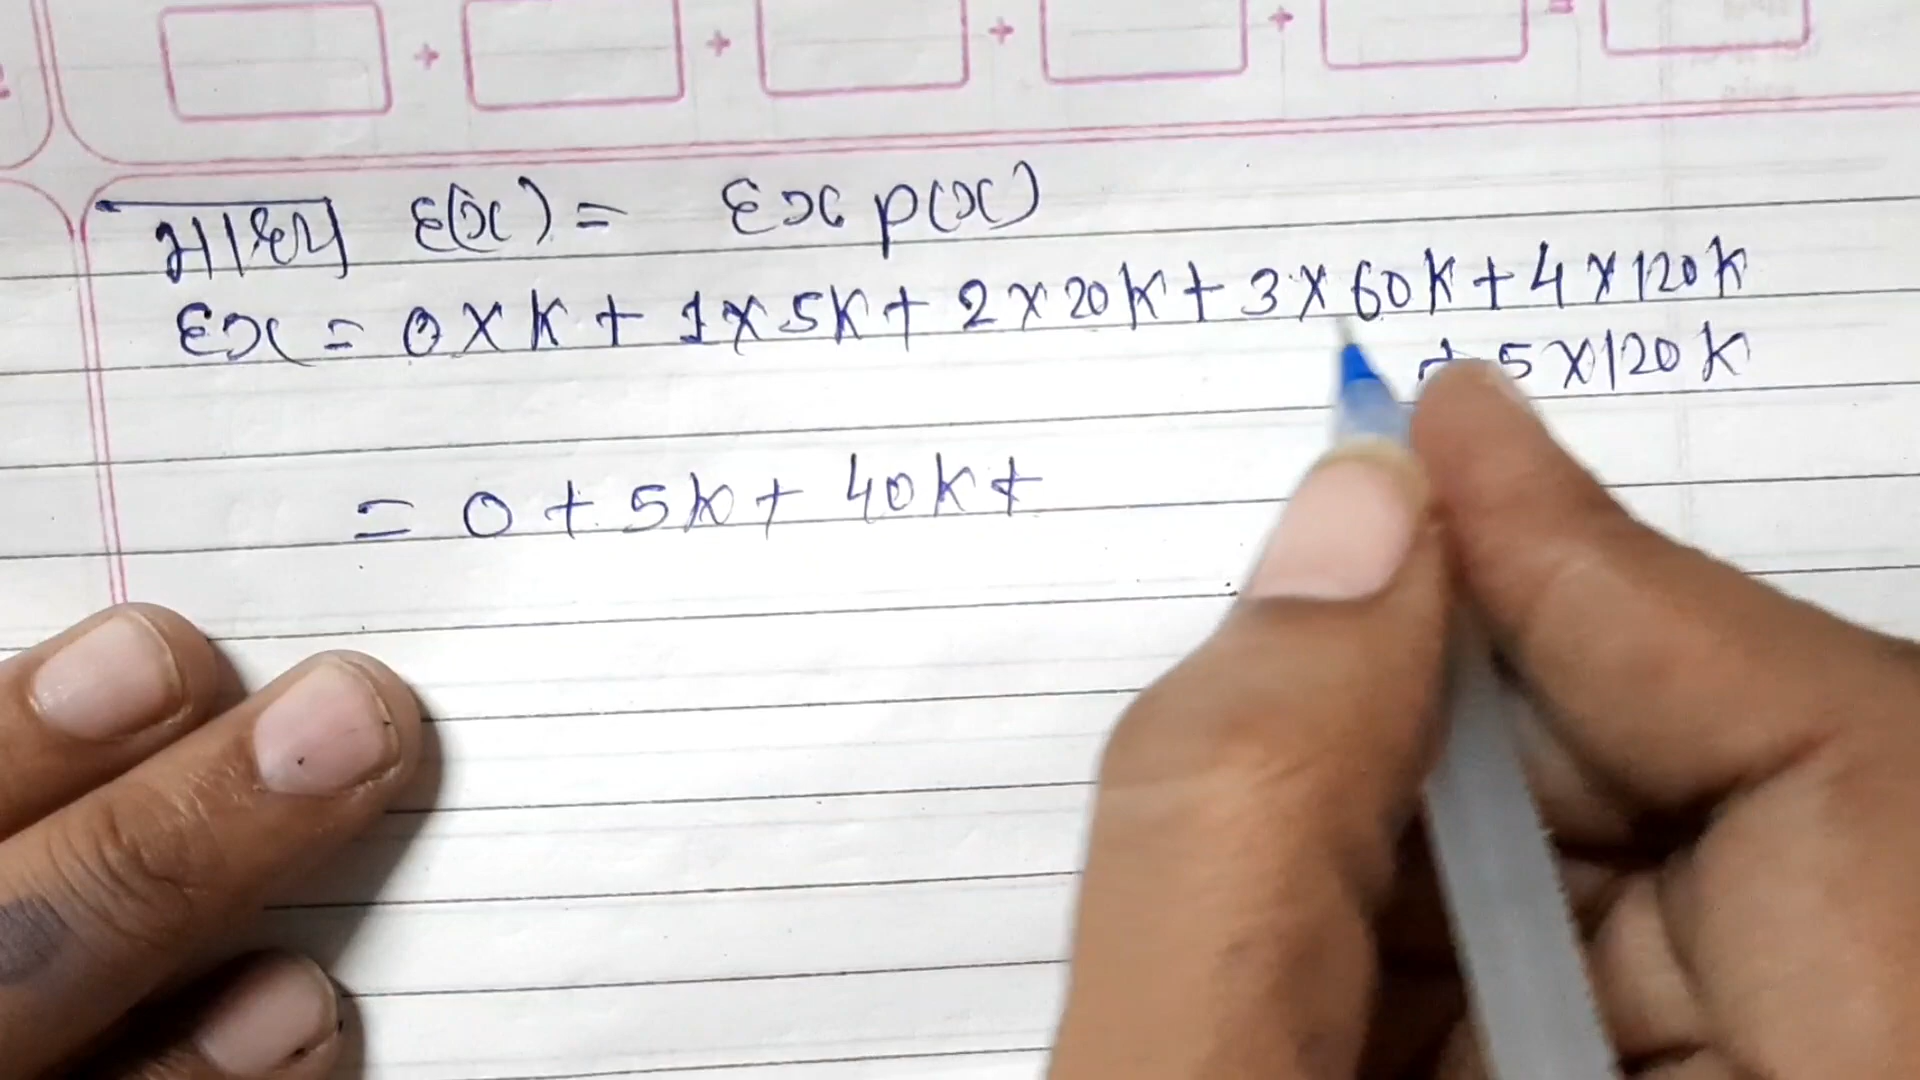 + + + + =
માધ્ય E(x) = Σx p(x)
Σx = 0 × K + 1 × 5K + 2 × 20K + 3 × 60K + 4 × 120K
+ 5 × 120K
= 0 + 5K + 40K +